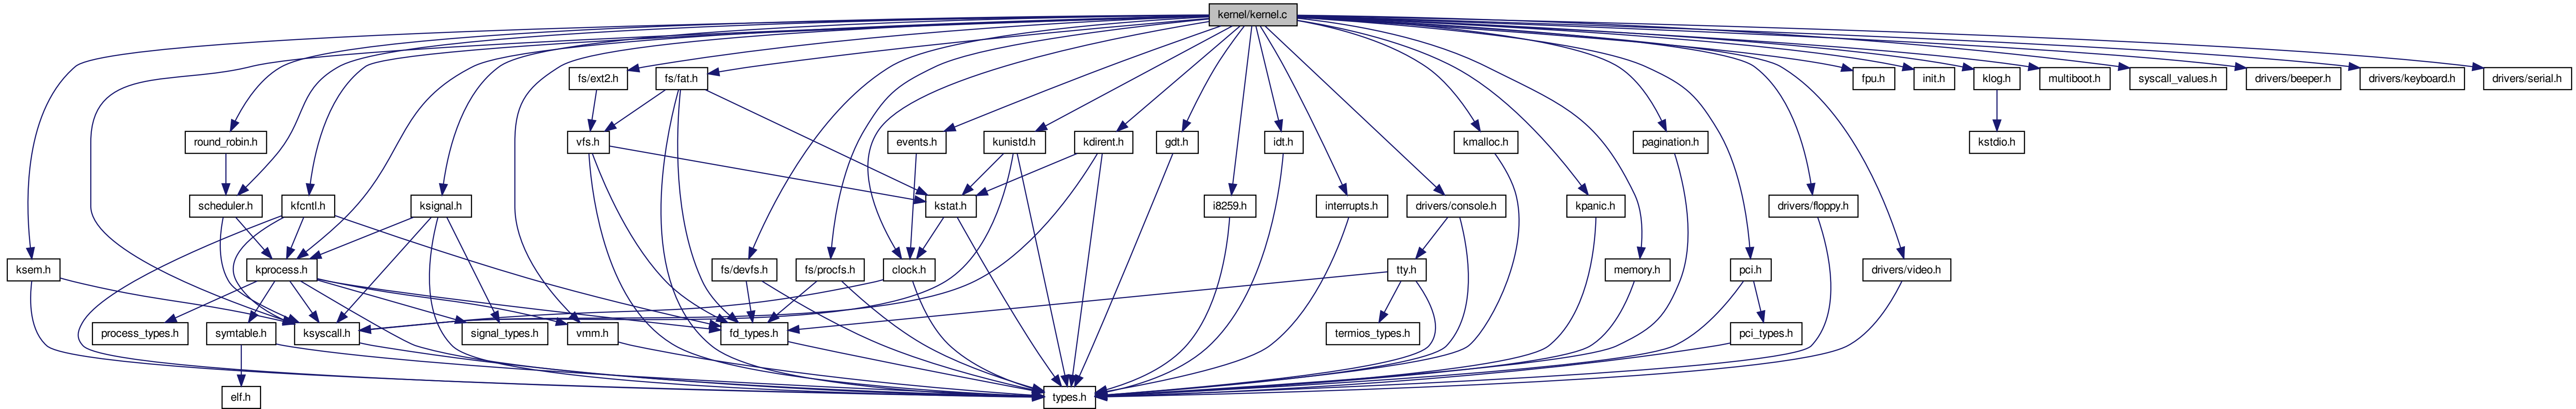 kernel/kernel.c
fs/ext2.h
fs/fat.h
fpu.h
init.h
klog.h
multiboot.h
syscall_values.h
drivers/beeper.h
drivers/keyboard.h
drivers/serial.h
round_robin.h
vfs.h
events.h
kunistd.h
kdirent.h
gdt.h
idt.h
kmalloc.h
pagination.h
kstdio.h
scheduler.h
kfcntl.h
ksignal.h
kstat.h
i8259.h
interrupts.h
drivers/console.h
kpanic.h
drivers/floppy.h
ksem.h
kprocess.h
fs/devfs.h
fs/procfs.h
clock.h
tty.h
memory.h
pci.h
drivers/video.h
process_types.h
symtable.h
ksyscall.h
signal_types.h
vmm.h
fd_types.h
termios_types.h
pci_types.h
elf.h
types.h